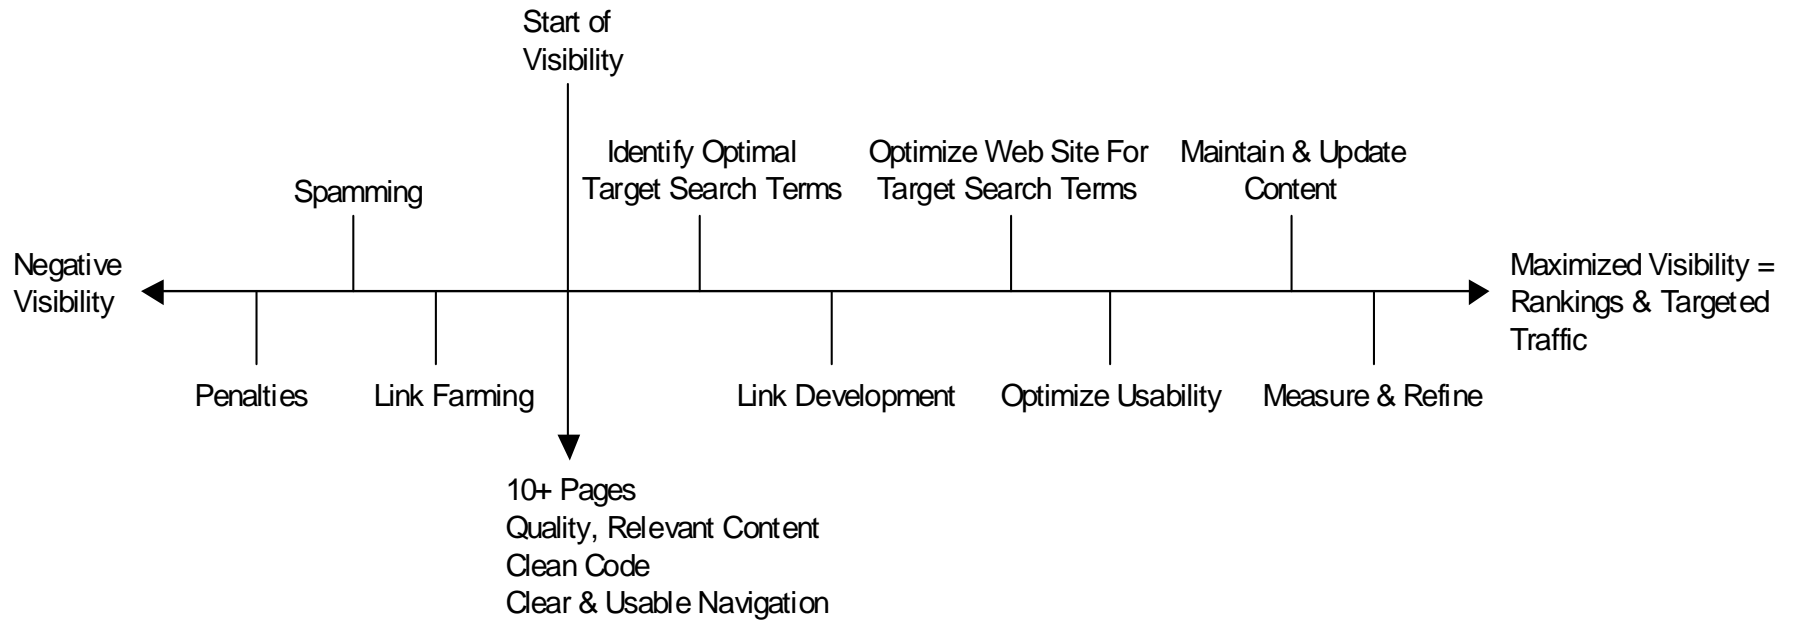 Start of
Visibility
Identify Optimal
Target Search Terms
Optimize Web Site For
Target Search Terms
Maintain & Update
Content
Spamming
Negative
Visibility
Maximized Visibility =
Rankings & Targeted
Traffic
Penalties
Link Farming
Link Development
Optimize Usability
Measure & Refine
10+ Pages
Quality, Relevant Content
Clean Code
Clear & Usable Navigation